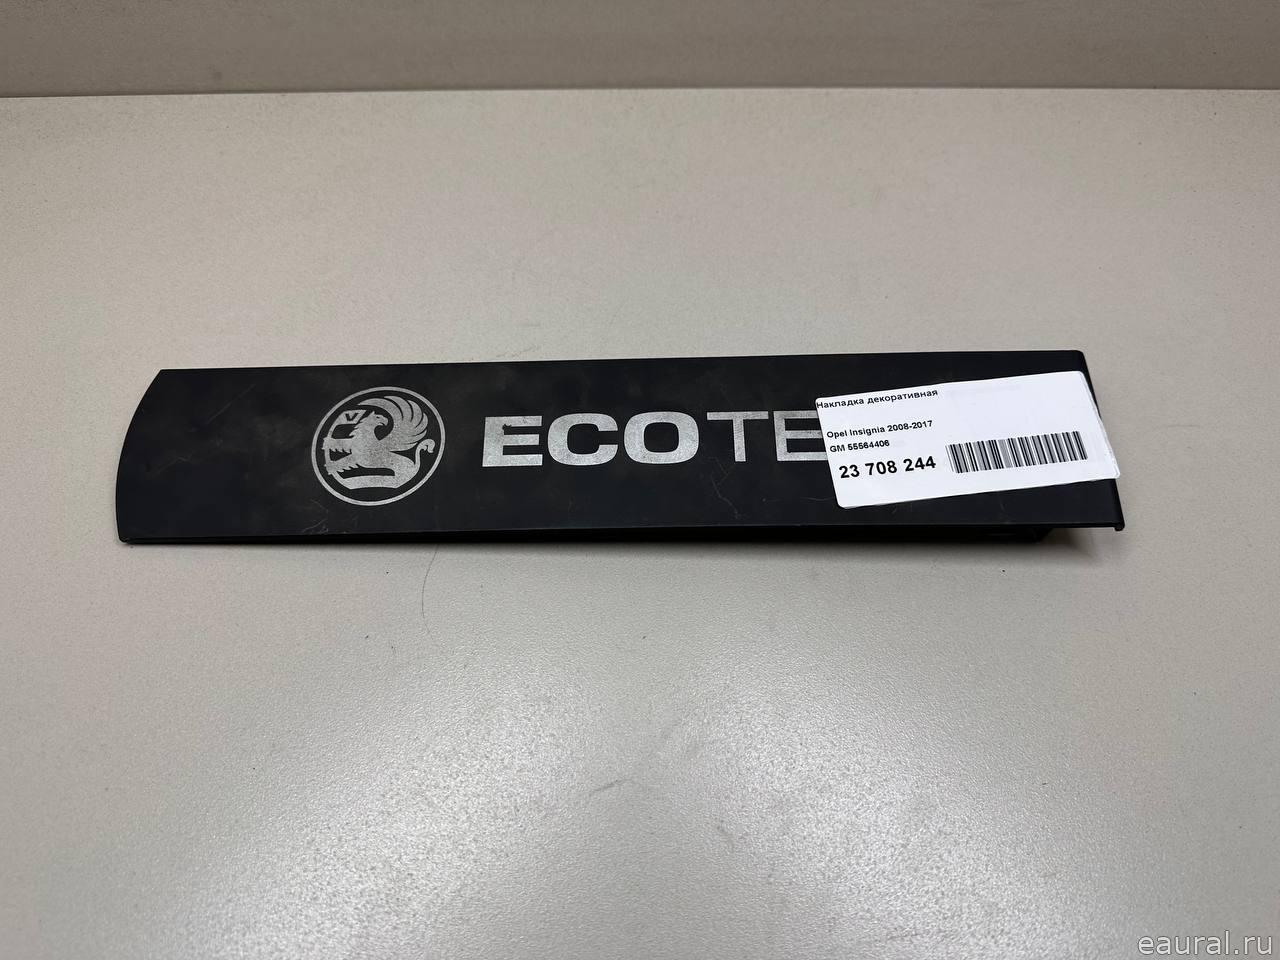 V
ECOTE
Накладка декоративная
Opel Insignia 2008-2017
GM 55564406
23 708 244
eaural.ru